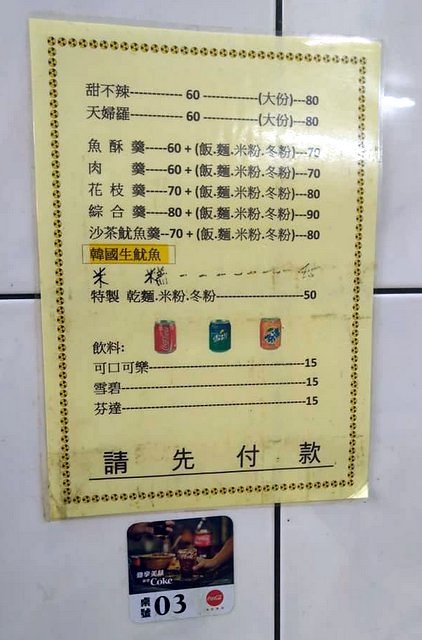 甜不辣------------ 60 -------------(大份)---80
天婦羅------------ 60 -------------(大份)---80
魚 酥 羹-----60＋(飯.麵.米粉.冬粉)---70
肉 羹-----60＋(飯.麵.米粉.冬粉)---70
花 枝 羹-----70＋(飯.麵.米粉.冬粉)---80
綜 合 羹-----80＋(飯.麵.米粉.冬粉)---90
沙茶魷魚羹--70＋(飯.麵.米粉.冬粉)---80
韓國生魷魚
米 糕
特製 乾麵.米粉.冬粉--------------------50
飲料:
可口可樂------------------------------------15
雪碧------------------------------------------15
芬達------------------------------------------15
請 先 付 款
Coke
桌號 03
Coca-Cola